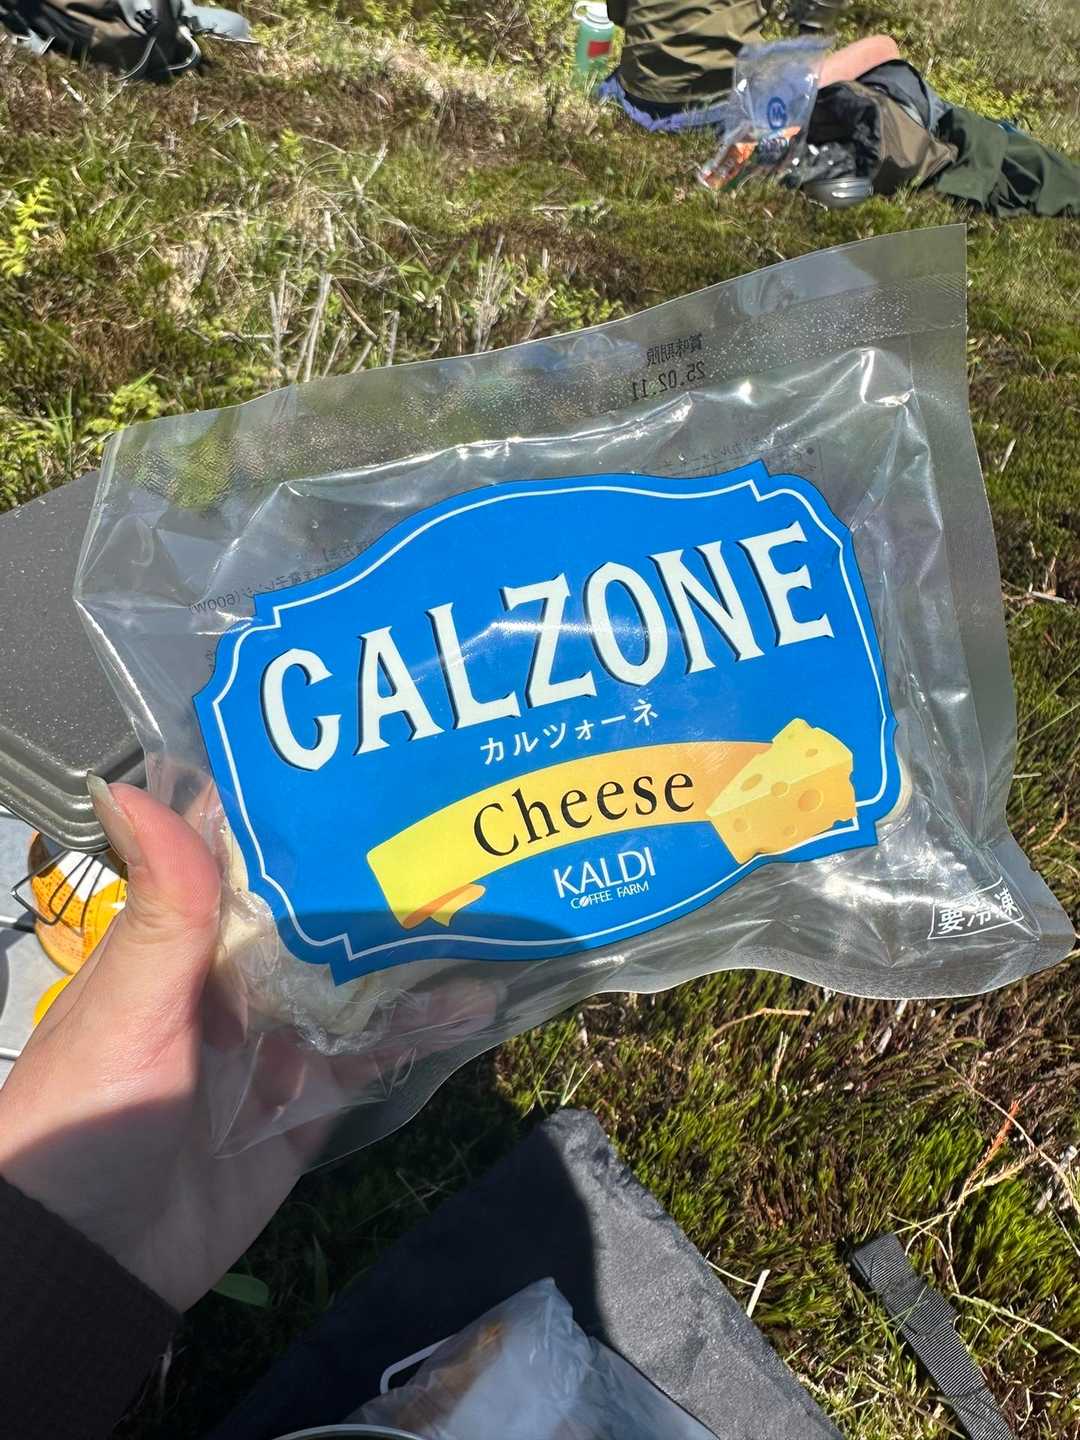 賞味期限
25.02.11
(600W)
CALZONE
カルツォーネ
Cheese
KALDI
COFFEE FARM
要冷凍